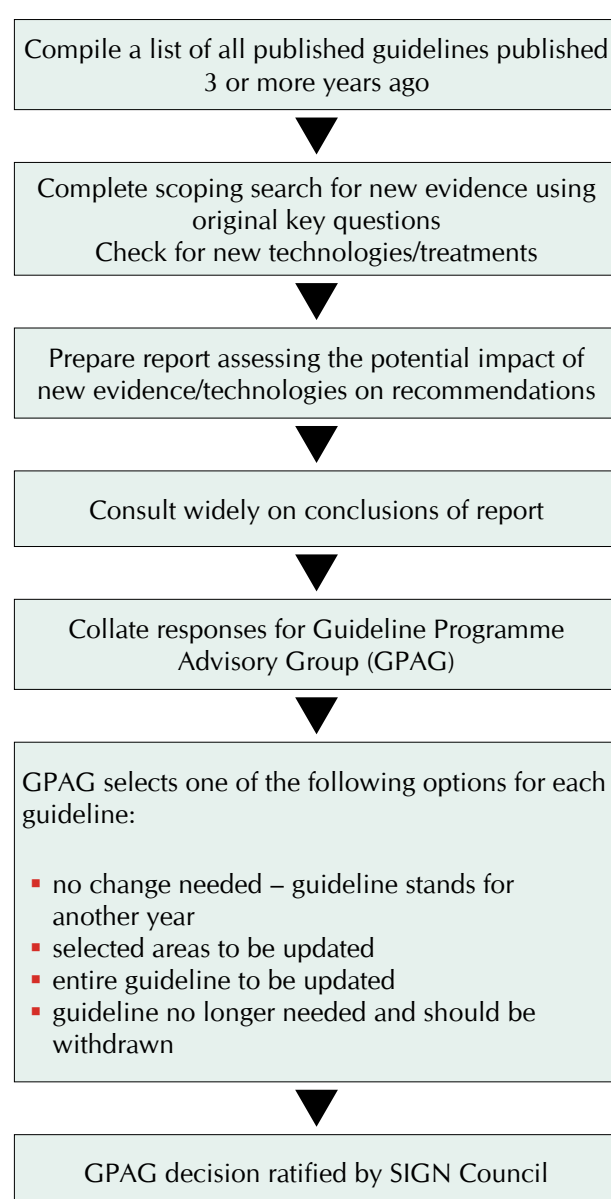 Compile a list of all published guidelines published
3 or more years ago
Complete scoping search for new evidence using
original key questions
Check for new technologies/treatments
Prepare report assessing the potential impact of
new evidence/technologies on recommendations
Consult widely on conclusions of report
Collate responses for Guideline Programme
Advisory Group (GPAG)
GPAG selects one of the following options for each
guideline:
▪ no change needed – guideline stands for
another year
▪ selected areas to be updated
▪ entire guideline to be updated
▪ guideline no longer needed and should be
withdrawn
GPAG decision ratified by SIGN Council